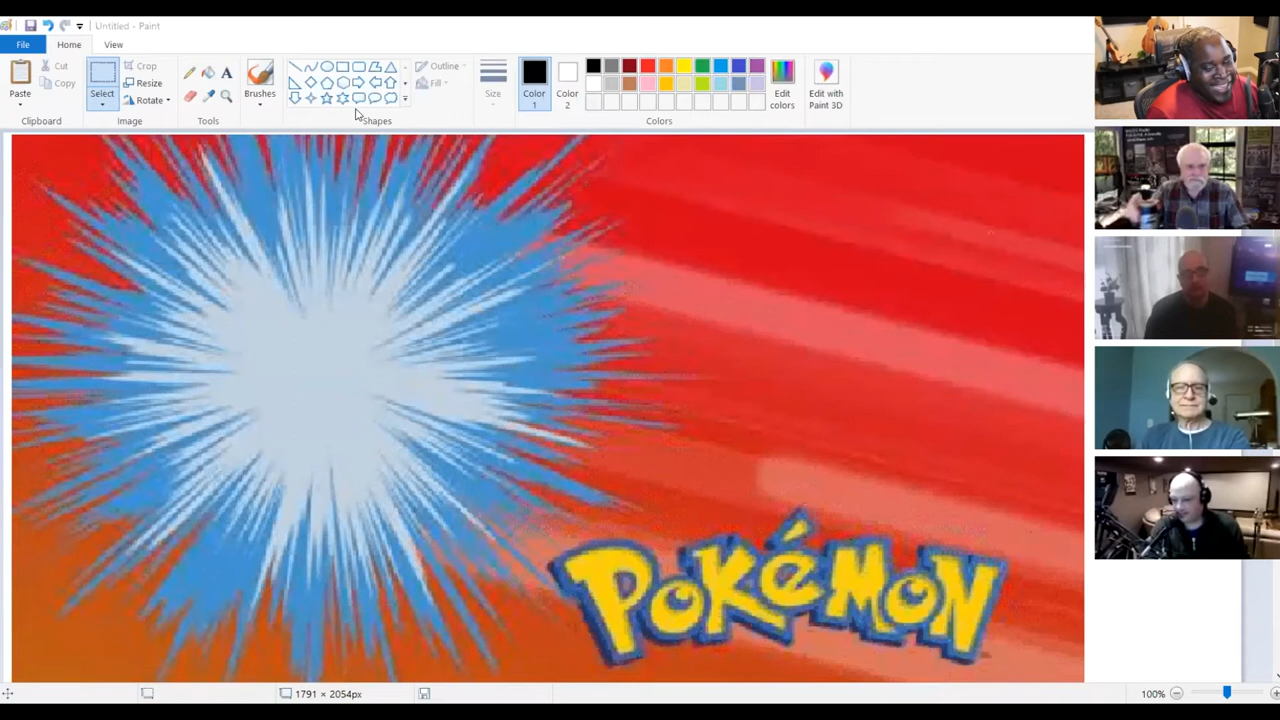 Untitled - Paint
File
Home
View
Paste
Cut
Copy
Clipboard
Select
Crop
Resize
Rotate
Image
Tools
Brushes
Shapes
Outline
Fill
Size
Color 1
Color 2
Edit colors
Edit with Paint 3D
Colors
POKéMON
1791 × 2054px
100%